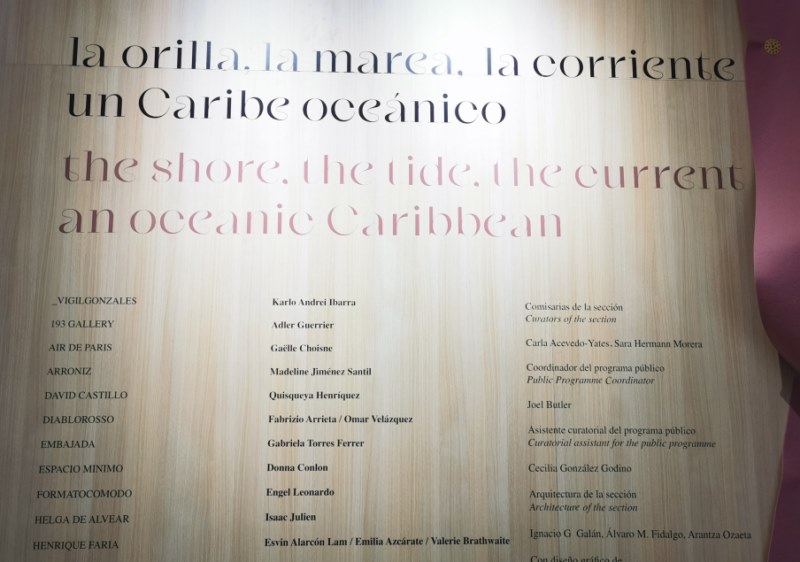 la orilla, la marea, la corriente
un Caribe oceánico
the shore, the tide, the current
an oceanic Caribbean
_VIGILGONZALES Karlo Andrei Ibarra
193 GALLERY Adler Guerrier
AIR DE PARIS Gaëlle Choisne
ARRONIZ Madeline Jiménez Santil
DAVID CASTILLO Quisqueya Henríquez
DIABLOROSSO Fabrizio Arrieta / Omar Velázquez
EMBAJADA Gabriela Torres Ferrer
ESPACIO MINIMO Donna Conlon
FORMATOCOMODO Engel Leonardo
HELGA DE ALVEAR Isaac Julien
HENRIQUE FARIA Esvin Alarcón Lam / Emilia Azcárate / Valerie Brathwaite
Comisarias de la sección
Curators of the section
Carla Acevedo-Yates, Sara Hermann Morera
Coordinador del programa público
Public Programme Coordinator
Joel Butler
Asistente curatorial del programa público
Curatorial assistant for the public programme
Cecilia González Godino
Arquitectura de la sección
Architecture of the section
Ignacio G Galán, Álvaro M. Fidalgo, Arantza Ozaeta
Con diseño gráfico de